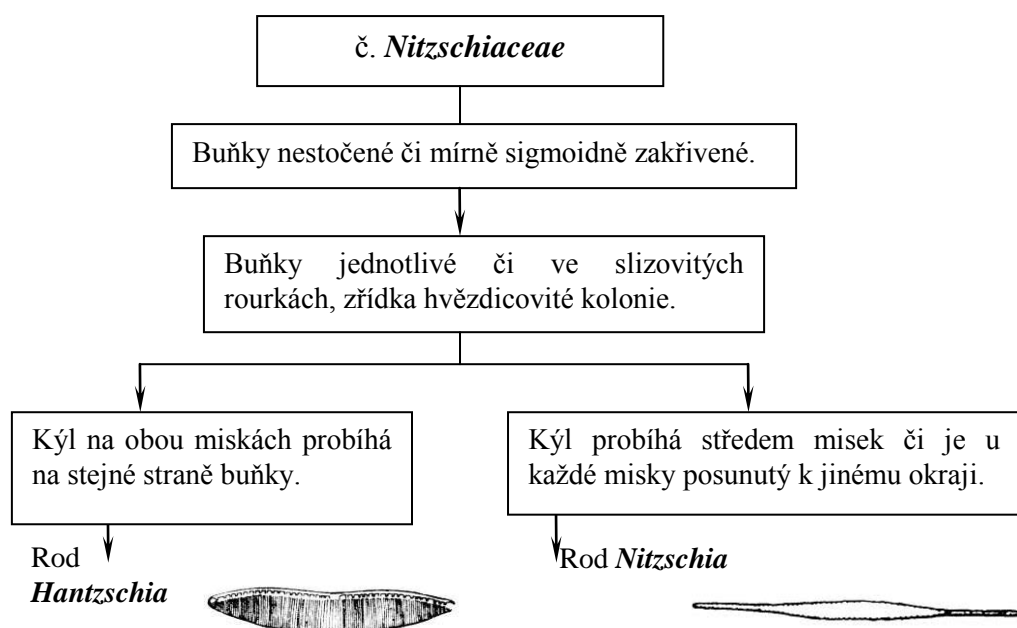 č. Nitzschiaceae
Buňky nestočené či mírně sigmoidně zakřivené.
Buňky jednotlivé či ve slizovitých
rourkách, zřídka hvězdicovité kolonie.
Kýl na obou miskách probíhá
na stejné straně buňky.
Kýl probíhá středem misek či je u
každé misky posunutý k jinému okraji.
Rod
Hantzschia
Rod Nitzschia